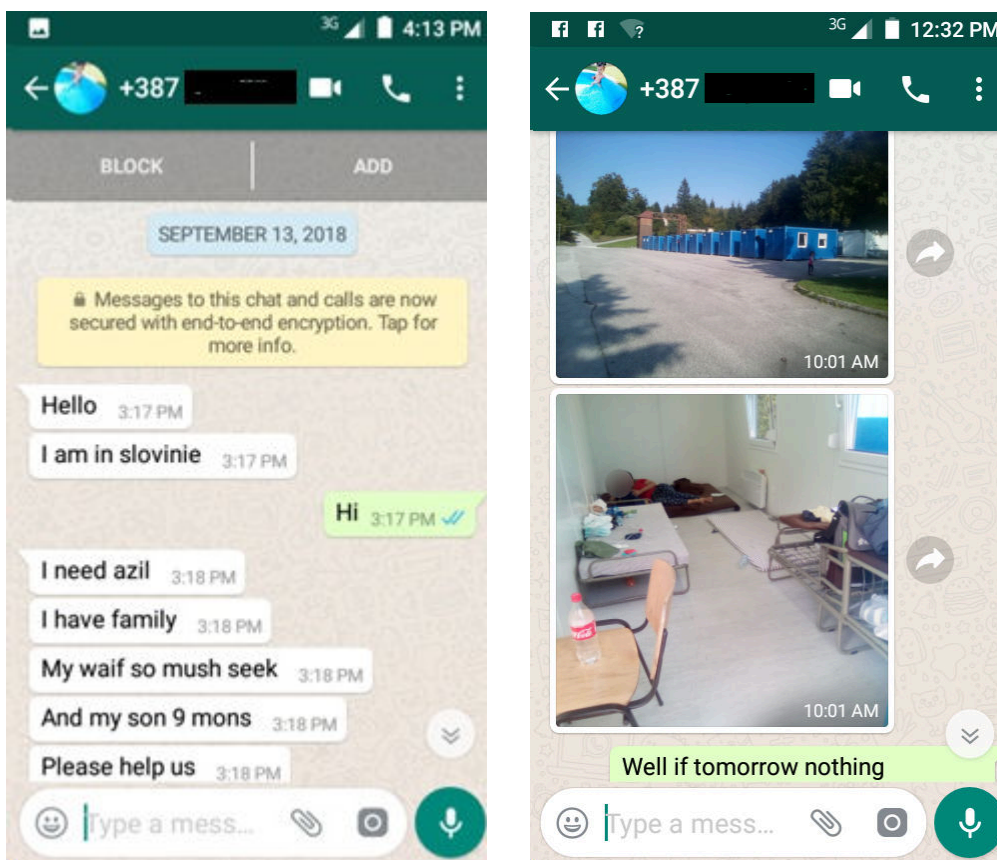 3G 4:13 PM
+387
BLOCK ADD
SEPTEMBER 13, 2018
Messages to this chat and calls are now
secured with end-to-end encryption. Tap for
more info.
Hello 3:17 PM
I am in slovinie 3:17 PM
Hi 3:17 PM
I need azil 3:18 PM
I have family 3:18 PM
My waif so mush seek 3:18 PM
And my son 9 mons 3:18 PM
Please help us 3:18 PM
Type a mess...
3G 12:32 PM
+387
10:01 AM
10:01 AM
Well if tomorrow nothing
Type a mess...